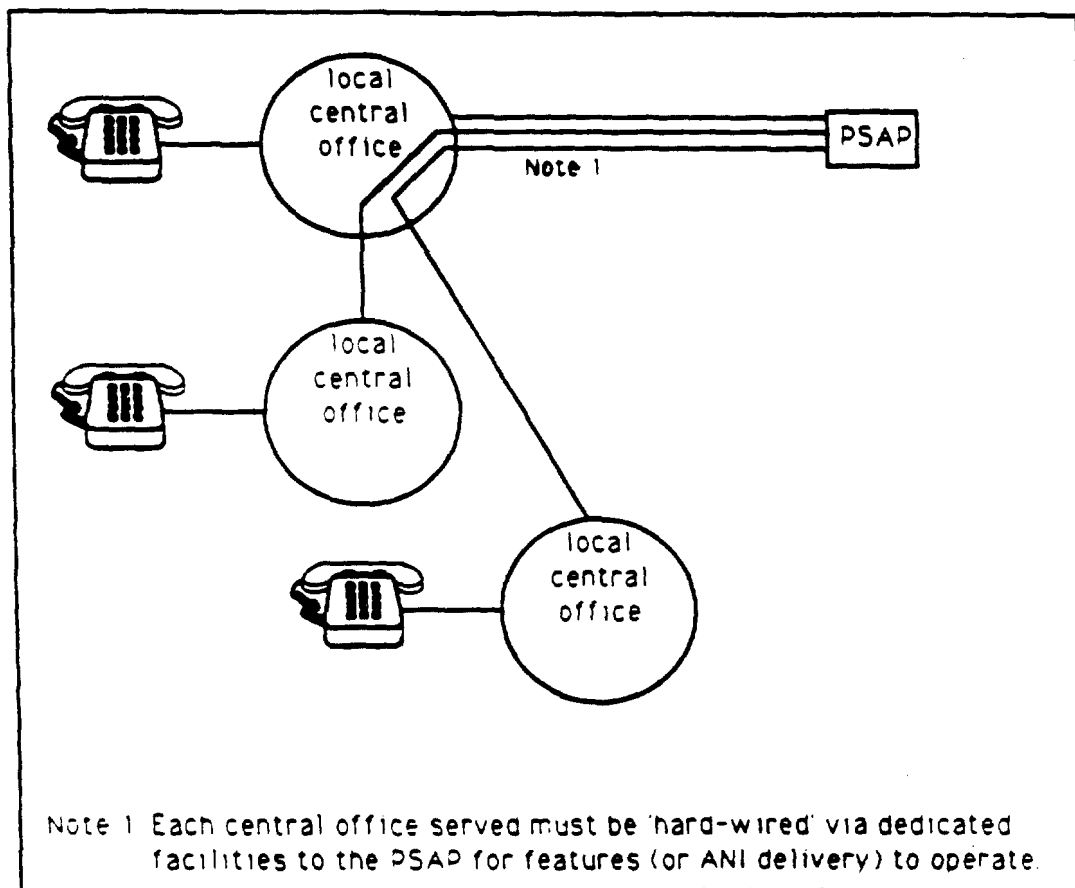 local
central
office
PSAP
Note 1
local
central
office
local
central
office
Note 1 Each central office served must be 'hard-wired' via dedicated
facilities to the PSAP for features (or ANI delivery) to operate.